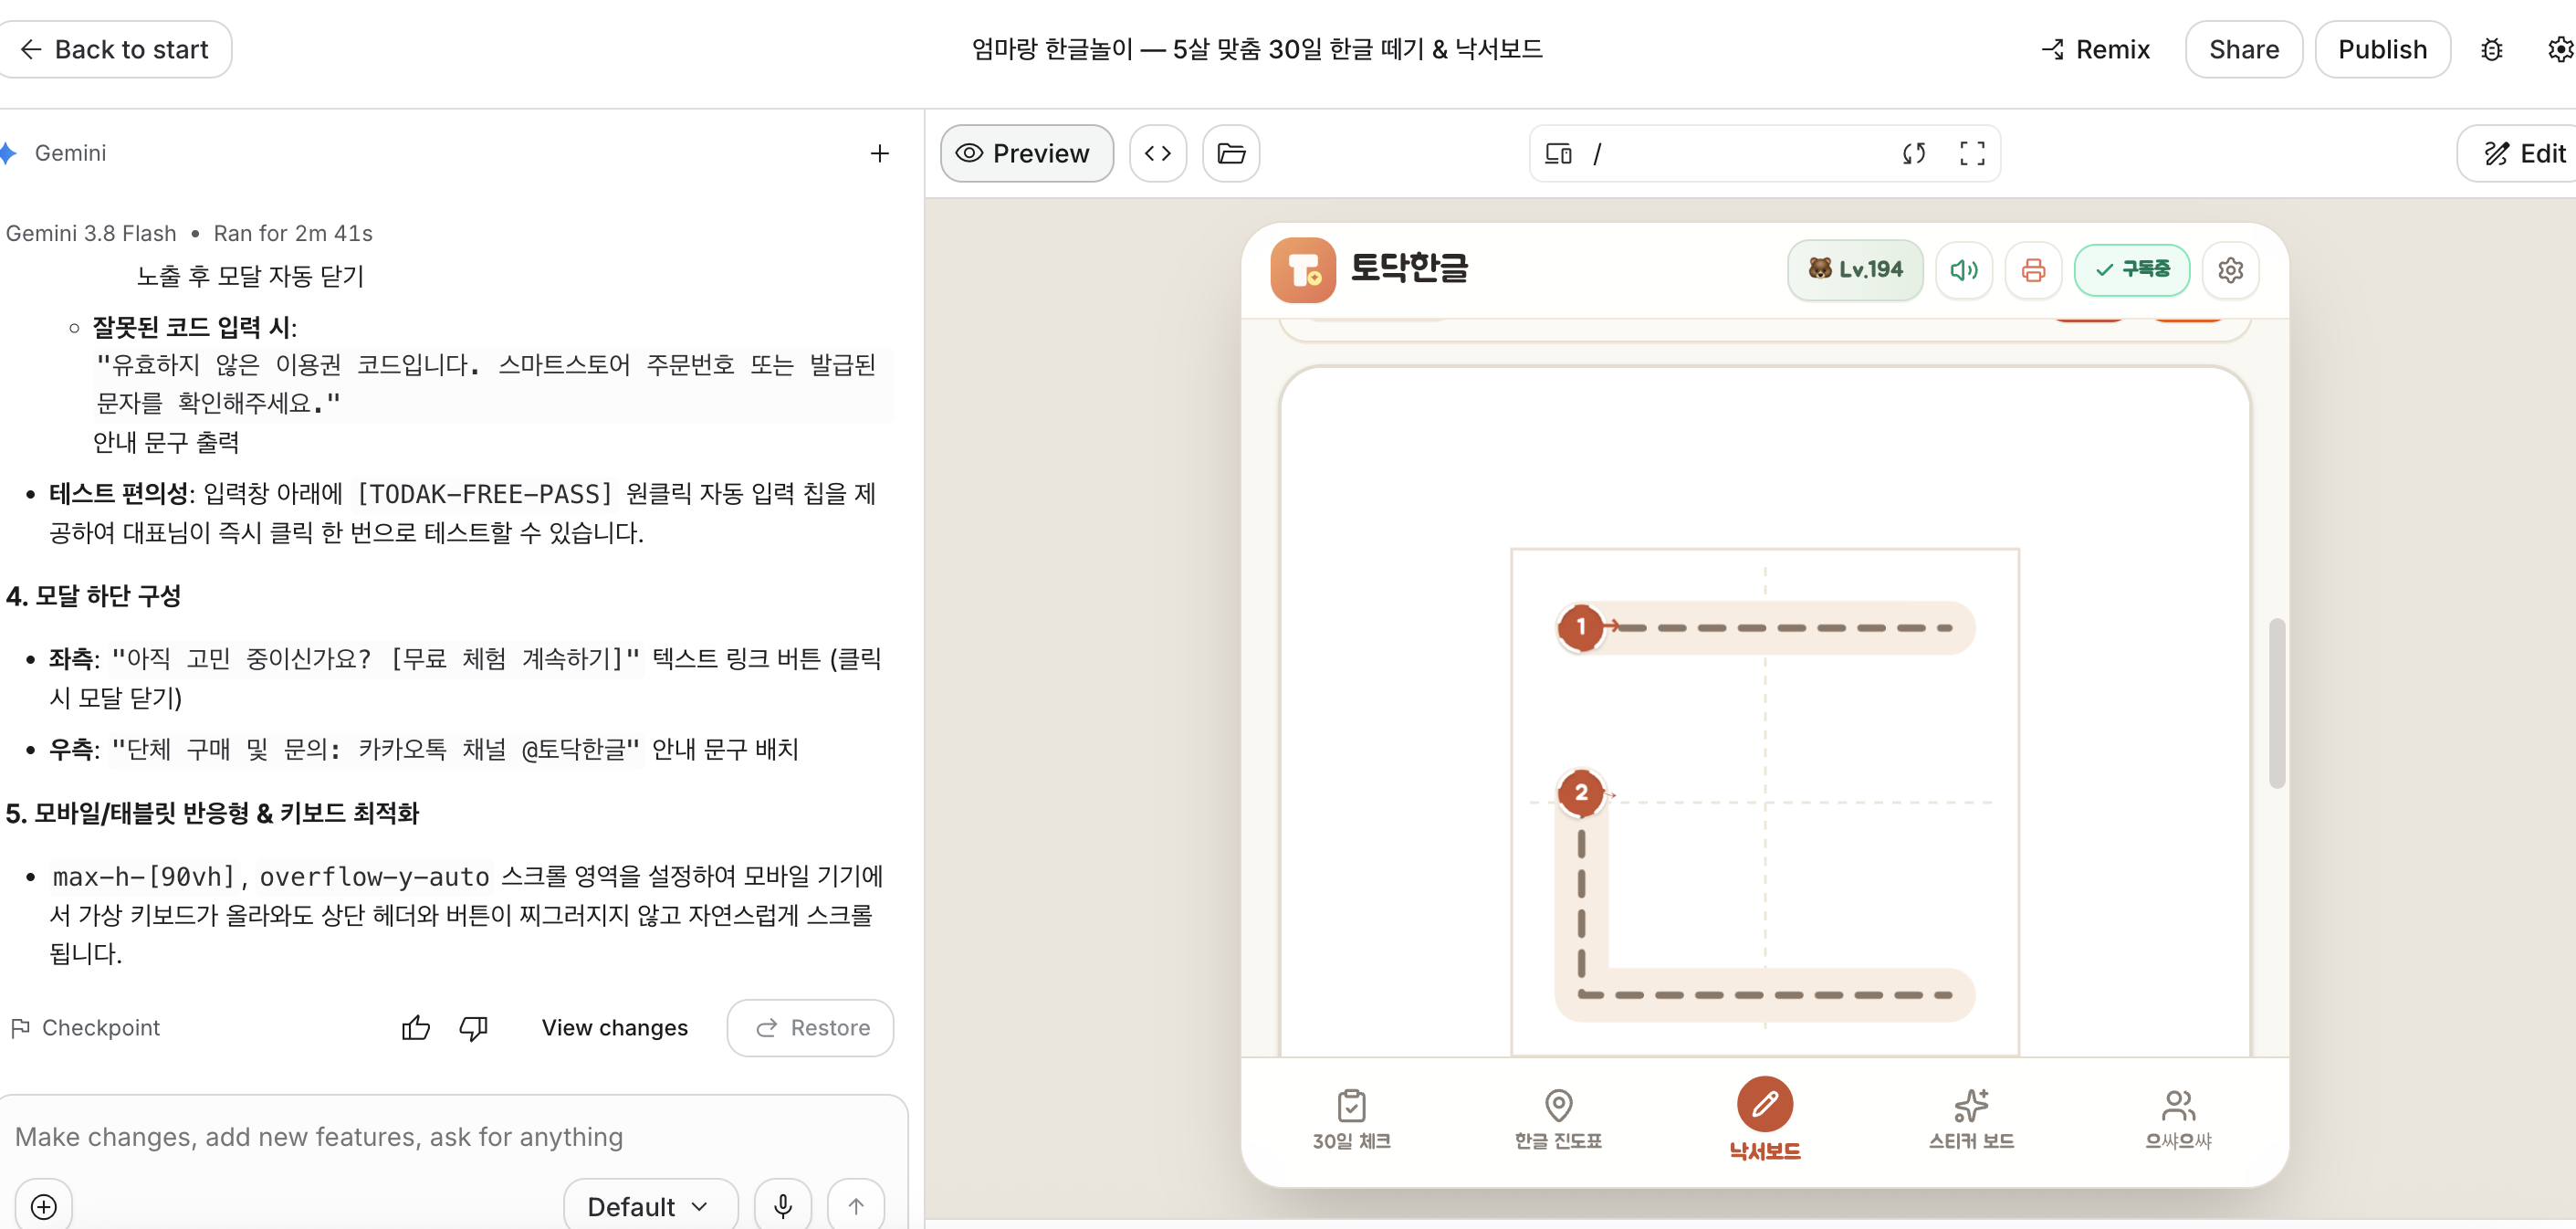 Back to start
엄마랑 한글놀이 — 5살 맞춤 30일 한글 떼기 & 낙서보드
Remix
Share
Publish
Gemini
Preview
/
Edit
Gemini 3.8 Flash • Ran for 2m 41s
노출 후 모달 자동 닫기
잘못된 코드 입력 시:
"유효하지 않은 이용권 코드입니다. 스마트스토어 주문번호 또는 발급된
문자를 확인해주세요."
안내 문구 출력
테스트 편의성: 입력창 아래에 [TODAK-FREE-PASS] 원클릭 자동 입력 칩을 제
공하여 대표님이 즉시 클릭 한 번으로 테스트할 수 있습니다.
4. 모달 하단 구성
좌측: "아직 고민 중이신가요? [무료 체험 계속하기]" 텍스트 링크 버튼 (클릭
시 모달 닫기)
우측: "단체 구매 및 문의: 카카오톡 채널 @토닥한글" 안내 문구 배치
5. 모바일/태블릿 반응형 & 키보드 최적화
max-h-[90vh], overflow-y-auto 스크롤 영역을 설정하여 모바일 기기에
서 가상 키보드가 올라와도 상단 헤더와 버튼이 찌그러지지 않고 자연스럽게 스크롤
됩니다.
Checkpoint
View changes
Restore
Make changes, add new features, ask for anything
Default
토닥한글
Lv.194
구독중
1
2
30일 체크
한글 진도표
낙서보드
스티커 보드
으쌰으쌰